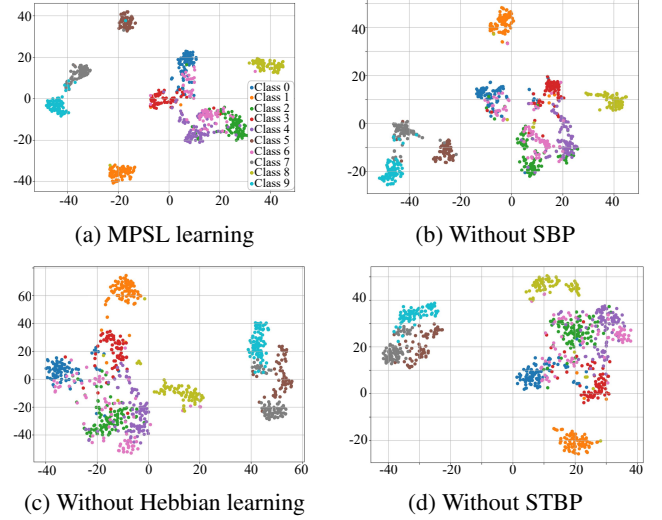 40
20
0
-20
-40
-40
-20
0
20
40
Class 0
Class 1
Class 2
Class 3
Class 4
Class 5
Class 6
Class 7
Class 8
Class 9
(a) MPSL learning
40
20
0
-20
-40
-20
0
20
40
(b) Without SBP
60
40
20
0
-20
-40
-40
-20
0
20
40
60
(c) Without Hebbian learning
40
20
0
-20
-40
-20
0
20
40
(d) Without STBP